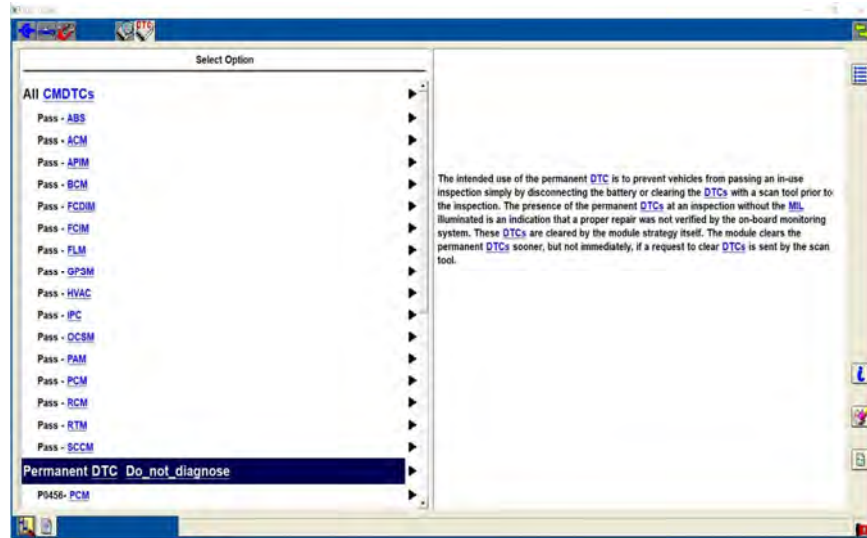 DTC
Select Option
All CMDTCs
Pass - ABS
Pass - ACM
Pass - APIM
Pass - BCM
Pass - FCDIM
Pass - FCIM
Pass - FLM
Pass - GPSM
Pass - HVAC
Pass - IPC
Pass - OCSM
Pass - PAM
Pass - PCM
Pass - RCM
Pass - RTM
Pass - SCCM
Permanent DTC Do_not_diagnose
P0456- PCM
The intended use of the permanent DTC is to prevent vehicles from passing an in-use
inspection simply by disconnecting the battery or clearing the DTCs with a scan tool prior to
the inspection. The presence of the permanent DTCs at an inspection without the MIL
illuminated is an indication that a proper repair was not verified by the on-board monitoring
system. These DTCs are cleared by the module strategy itself. The module clears the
permanent DTCs sooner, but not immediately, if a request to clear DTCs is sent by the scan
tool.